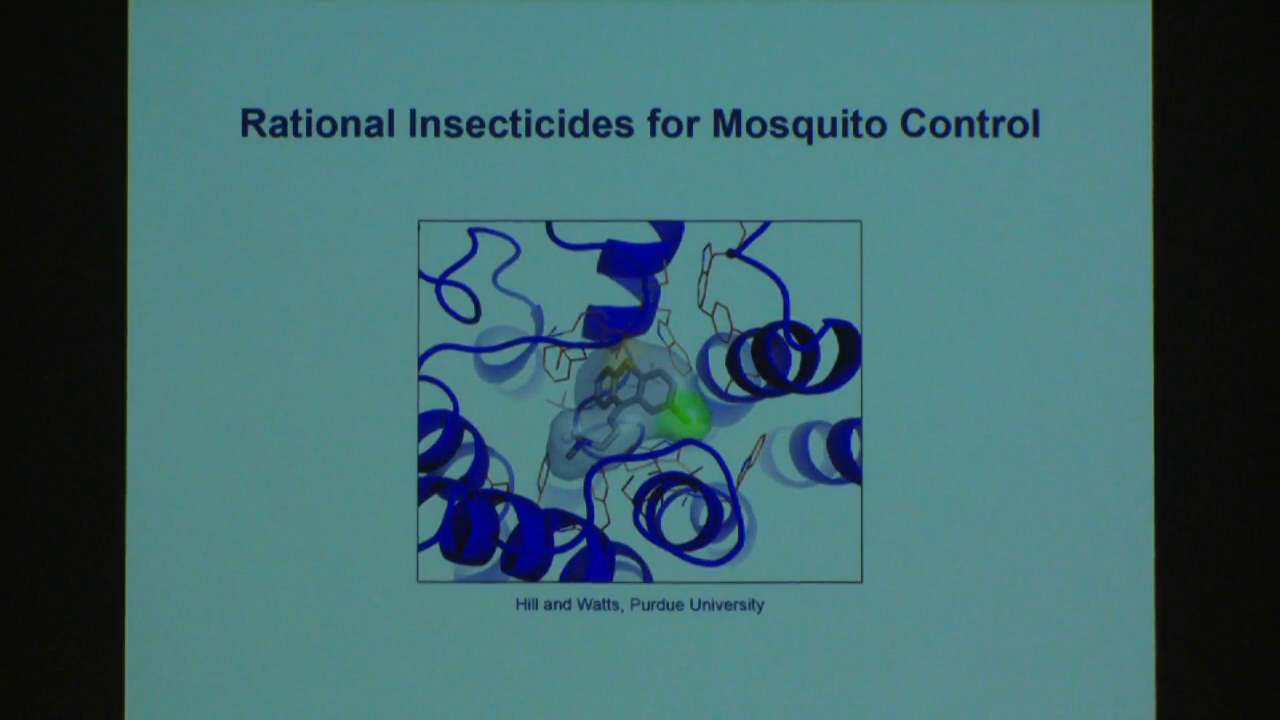 Rational Insecticides for Mosquito Control
Hill and Watts, Purdue University